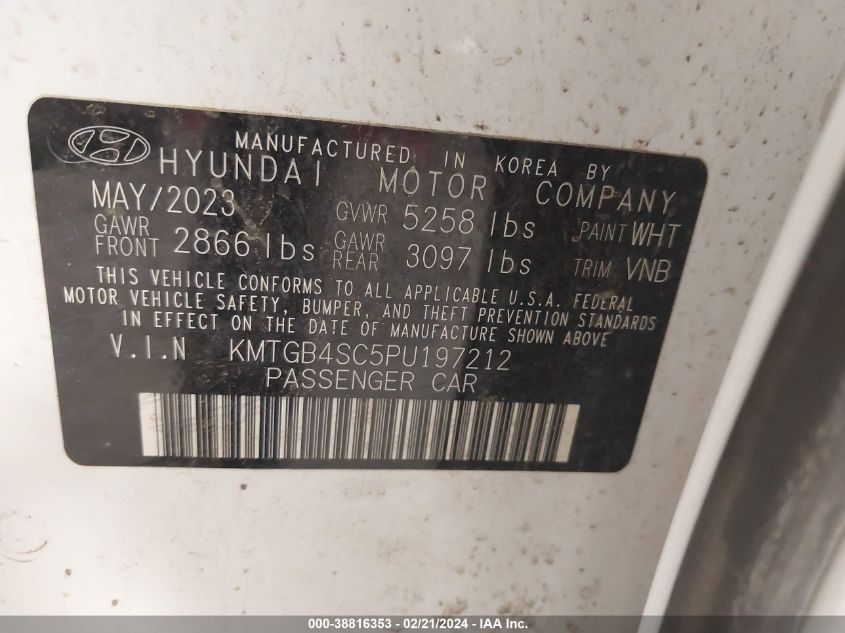 MANUFACTURED IN KOREA BY
HYUNDAI MOTOR COMPANY
MAY/2023 GVWR 5258 lbs PAINT WHT
GAWR FRONT 2866 lbs GAWR REAR 3097 lbs TRIM VNB
THIS VEHICLE CONFORMS TO ALL APPLICABLE U.S.A. FEDERAL
MOTOR VEHICLE SAFETY, BUMPER, AND THEFT PREVENTION STANDARDS
IN EFFECT ON THE DATE OF MANUFACTURE SHOWN ABOVE
V.I.N KMTGB4SC5PU197212
PASSENGER CAR
000-38816353 - 02/21/2024 - © IAA Inc.